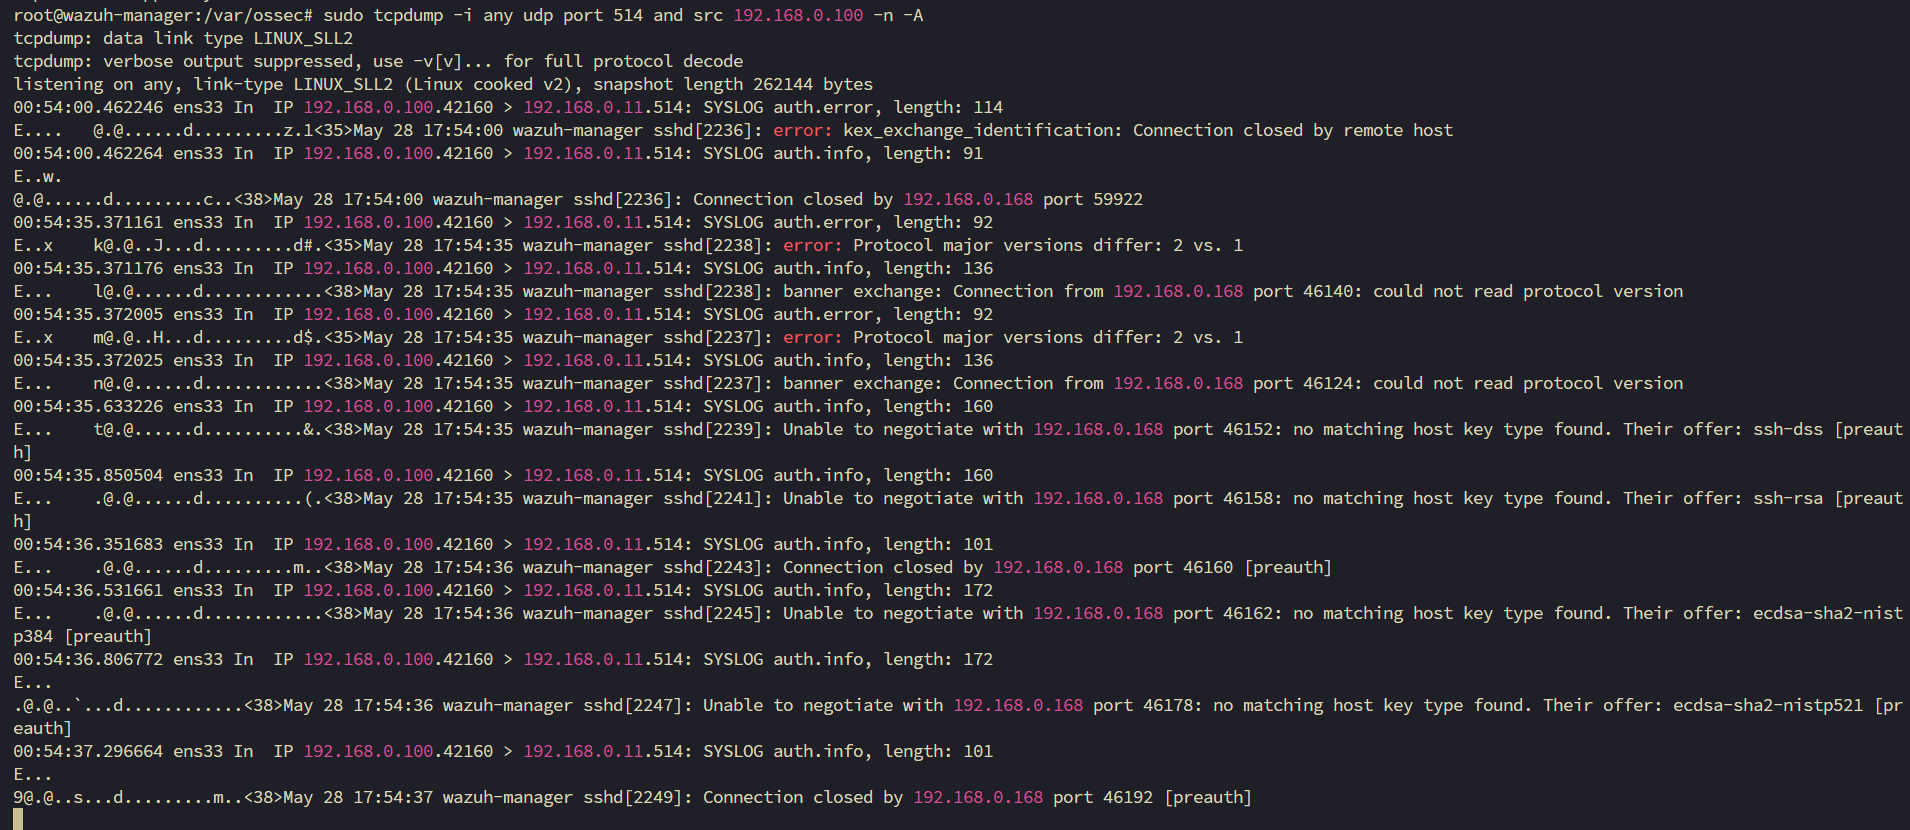 root@wazuh-manager:/var/ossec# sudo tcpdump -i any udp port 514 and src 192.168.0.100 -n -A
tcpdump: data link type LINUX_SLL2
tcpdump: verbose output suppressed, use -v[v]... for full protocol decode
listening on any, link-type LINUX_SLL2 (Linux cooked v2), snapshot length 262144 bytes
00:54:00.462246 ens33 In  IP 192.168.0.100.42160 > 192.168.0.11.514: SYSLOG auth.error, length: 114
E....   @.@......d.........z.1<35>May 28 17:54:00 wazuh-manager sshd[2236]: error: kex_exchange_identification: Connection closed by remote host
00:54:00.462264 ens33 In  IP 192.168.0.100.42160 > 192.168.0.11.514: SYSLOG auth.info, length: 91
E..w.
@.@......d.........c..<38>May 28 17:54:00 wazuh-manager sshd[2236]: Connection closed by 192.168.0.168 port 59922
00:54:35.371161 ens33 In  IP 192.168.0.100.42160 > 192.168.0.11.514: SYSLOG auth.error, length: 92
E..x    k@.@..J...d.........d#.<35>May 28 17:54:35 wazuh-manager sshd[2238]: error: Protocol major versions differ: 2 vs. 1
00:54:35.371176 ens33 In  IP 192.168.0.100.42160 > 192.168.0.11.514: SYSLOG auth.info, length: 136
E...    l@.@......d............<38>May 28 17:54:35 wazuh-manager sshd[2238]: banner exchange: Connection from 192.168.0.168 port 46140: could not read protocol version
00:54:35.372005 ens33 In  IP 192.168.0.100.42160 > 192.168.0.11.514: SYSLOG auth.error, length: 92
E..x    m@.@..H...d.........d$.<35>May 28 17:54:35 wazuh-manager sshd[2237]: error: Protocol major versions differ: 2 vs. 1
00:54:35.372025 ens33 In  IP 192.168.0.100.42160 > 192.168.0.11.514: SYSLOG auth.info, length: 136
E...    n@.@......d............<38>May 28 17:54:35 wazuh-manager sshd[2237]: banner exchange: Connection from 192.168.0.168 port 46124: could not read protocol version
00:54:35.633226 ens33 In  IP 192.168.0.100.42160 > 192.168.0.11.514: SYSLOG auth.info, length: 160
E...    t@.@......d..........&.<38>May 28 17:54:35 wazuh-manager sshd[2239]: Unable to negotiate with 192.168.0.168 port 46152: no matching host key type found. Their offer: ssh-dss [preaut
h]
00:54:35.850504 ens33 In  IP 192.168.0.100.42160 > 192.168.0.11.514: SYSLOG auth.info, length: 160
E...    .@.@......d..........(.<38>May 28 17:54:35 wazuh-manager sshd[2241]: Unable to negotiate with 192.168.0.168 port 46158: no matching host key type found. Their offer: ssh-rsa [preaut
h]
00:54:36.351683 ens33 In  IP 192.168.0.100.42160 > 192.168.0.11.514: SYSLOG auth.info, length: 101
E...    .@.@......d.........m..<38>May 28 17:54:36 wazuh-manager sshd[2243]: Connection closed by 192.168.0.168 port 46160 [preauth]
00:54:36.531661 ens33 In  IP 192.168.0.100.42160 > 192.168.0.11.514: SYSLOG auth.info, length: 172
E...    .@.@......d............<38>May 28 17:54:36 wazuh-manager sshd[2245]: Unable to negotiate with 192.168.0.168 port 46162: no matching host key type found. Their offer: ecdsa-sha2-nist
p384 [preauth]
00:54:36.806772 ens33 In  IP 192.168.0.100.42160 > 192.168.0.11.514: SYSLOG auth.info, length: 172
E...
.@.@..`...d............<38>May 28 17:54:36 wazuh-manager sshd[2247]: Unable to negotiate with 192.168.0.168 port 46178: no matching host key type found. Their offer: ecdsa-sha2-nistp521 [pr
eauth]
00:54:37.296664 ens33 In  IP 192.168.0.100.42160 > 192.168.0.11.514: SYSLOG auth.info, length: 101
E...
9@.@..s...d.........m..<38>May 28 17:54:37 wazuh-manager sshd[2249]: Connection closed by 192.168.0.168 port 46192 [preauth]